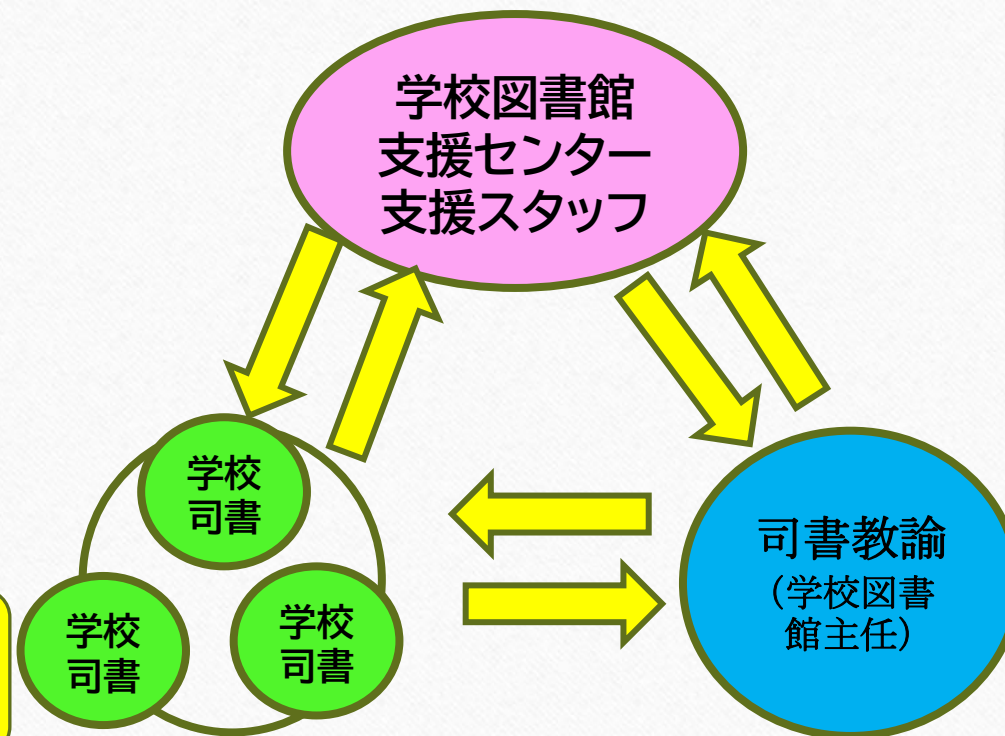 学校図書館
支援センター
支援スタッフ
学校
司書
学校
司書
学校
司書
司書教諭
（学校図書
館主任）